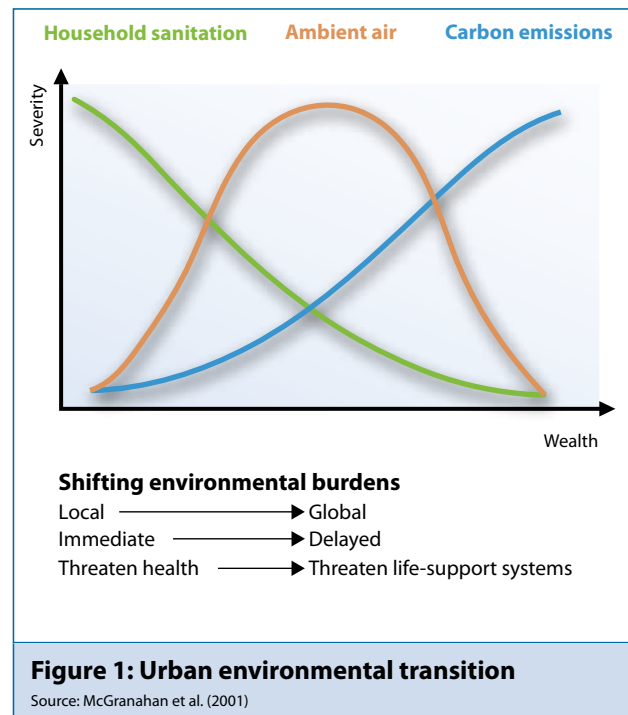 Household sanitation Ambient air Carbon emissions
Severity
Wealth
Shifting environmental burdens
Local Global
Immediate Delayed
Threaten health Threaten life-support systems
Figure 1: Urban environmental transition
Source: McGranahan et al. (2001)